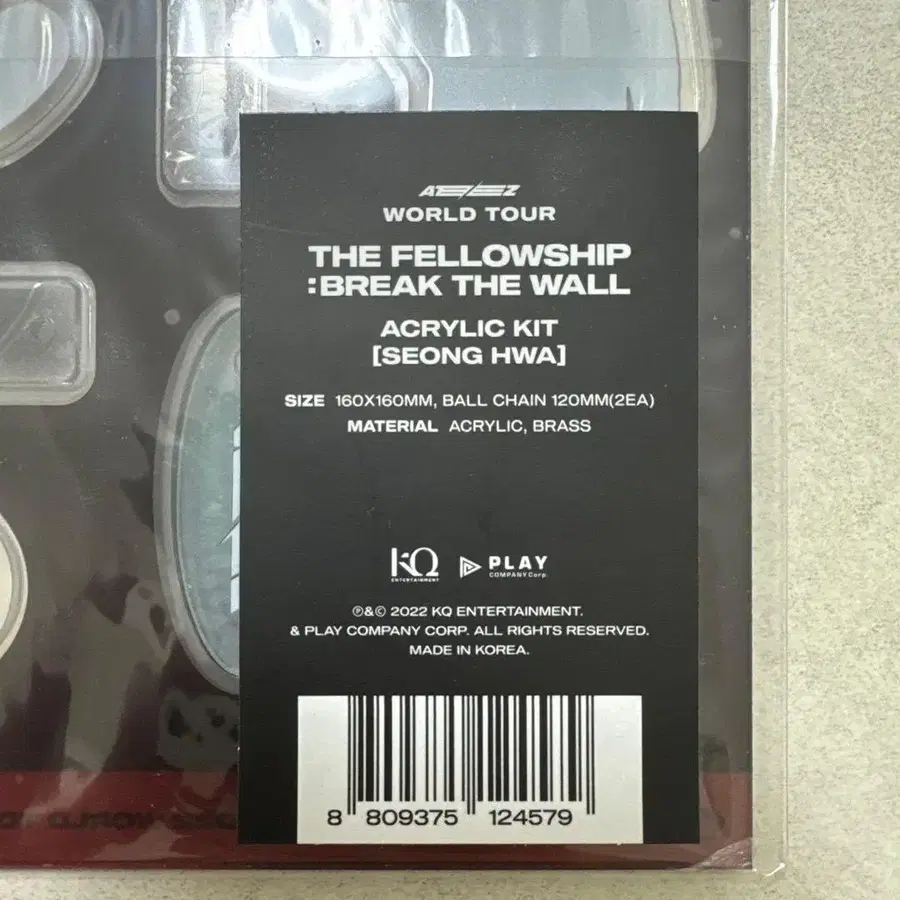 ATEEZ
WORLD TOUR
THE FELLOWSHIP
:BREAK THE WALL
ACRYLIC KIT
[SEONG HWA]
SIZE 160X160MM, BALL CHAIN 120MM(2EA)
MATERIAL ACRYLIC, BRASS
KQ
ENTERTAINMENT
PLAY
COMPANY Corp.
℗&© 2022 KQ ENTERTAINMENT.
& PLAY COMPANY CORP. ALL RIGHTS RESERVED.
MADE IN KOREA.
8 809375 124579